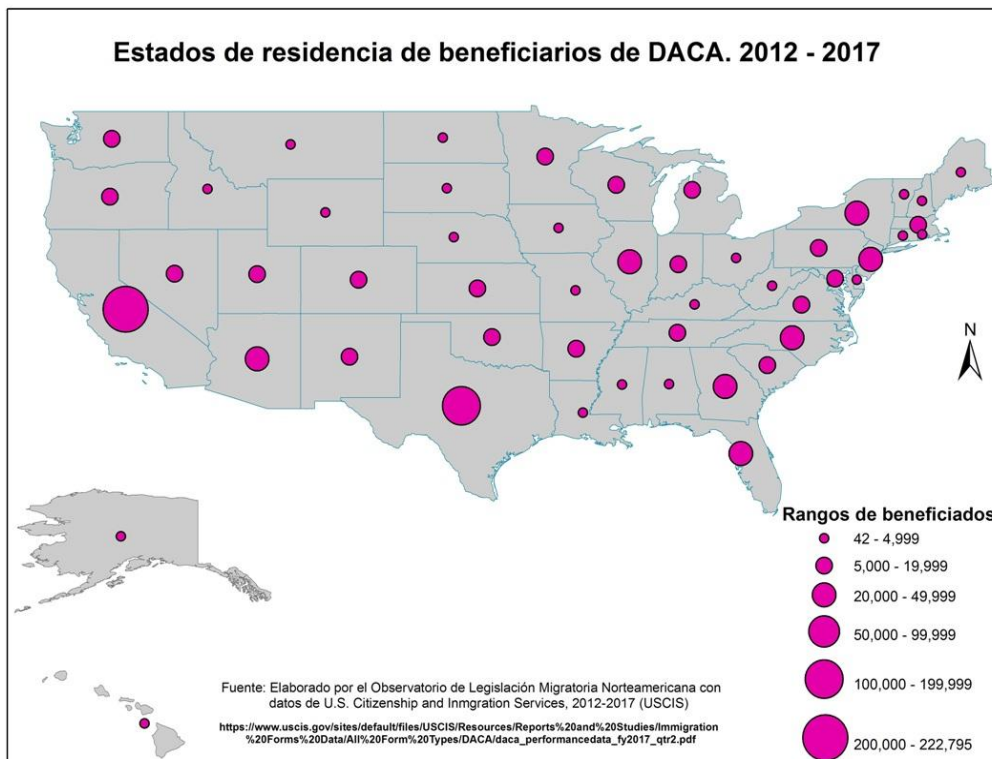 Estados de residencia de beneficiarios de DACA. 2012 - 2017
N
Rangos de beneficiados
42 - 4,999
5,000 - 19,999
20,000 - 49,999
50,000 - 99,999
100,000 - 199,999
200,000 - 222,795
Fuente: Elaborado por el Observatorio de Legislación Migratoria Norteamericana con
datos de U.S. Citizenship and Inmgration Services, 2012-2017 (USCIS)
https://www.uscis.gov/sites/default/files/USCIS/Resources/Reports%20and%20Studies/Immigration
%20Forms%20Data/All%20Form%20Types/DACA/daca_performancedata_fy2017_qtr2.pdf